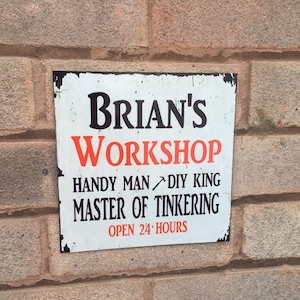 BRIAN'S
WORKSHOP
HANDY MAN DIY KING
MASTER OF TINKERING
OPEN 24 HOURS